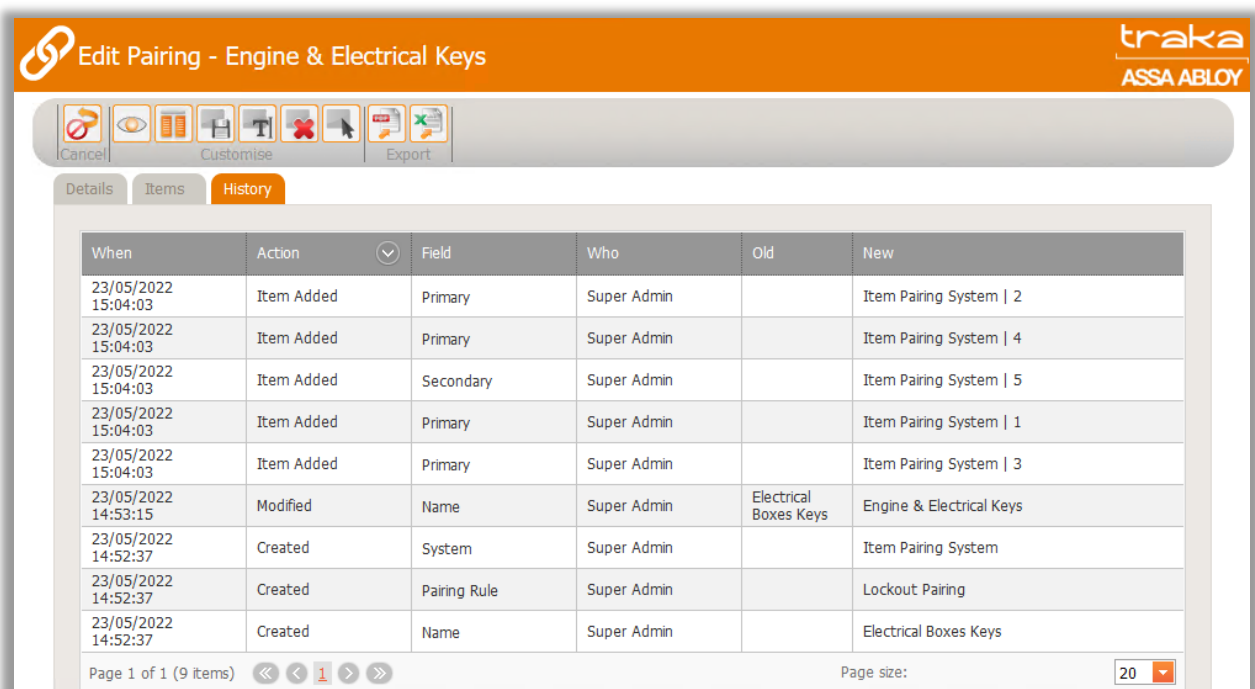 Edit Pairing - Engine & Electrical Keys
traka
ASSA ABLOY
Cancel Customise Export
PDF
T
X
Details Items History
When Action Field Who Old New
23/05/2022
15:04:03 Item Added Primary Super Admin Item Pairing System | 2
23/05/2022
15:04:03 Item Added Primary Super Admin Item Pairing System | 4
23/05/2022
15:04:03 Item Added Secondary Super Admin Item Pairing System | 5
23/05/2022
15:04:03 Item Added Primary Super Admin Item Pairing System | 1
23/05/2022
15:04:03 Item Added Primary Super Admin Item Pairing System | 3
23/05/2022 Electrical
14:53:15 Modified Name Super Admin Boxes Keys Engine & Electrical Keys
23/05/2022
14:52:37 Created System Super Admin Item Pairing System
23/05/2022
14:52:37 Created Pairing Rule Super Admin Lockout Pairing
23/05/2022
14:52:37 Created Name Super Admin Electrical Boxes Keys
Page 1 of 1 (9 items) 1 Page size: 20